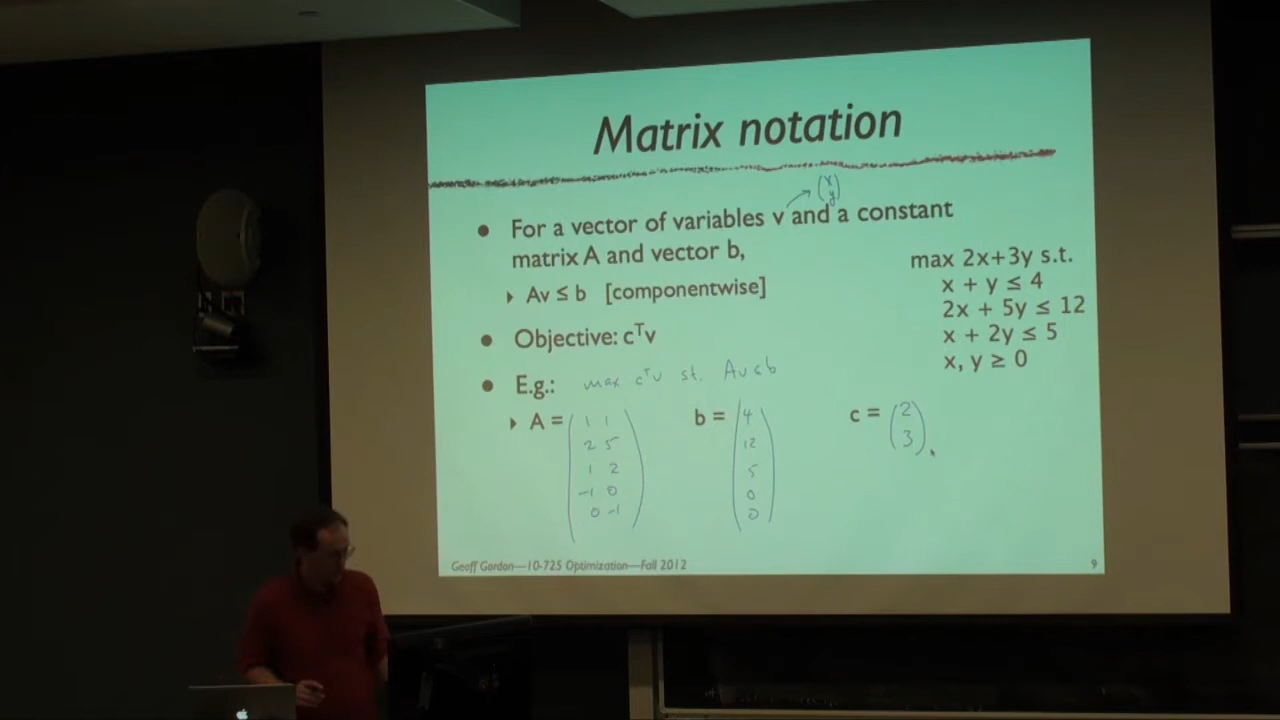 Matrix notation
(x
y)
For a vector of variables v and a constant
matrix A and vector b,
Av ≤ b [componentwise]
Objective: cᵀv
max 2x+3y s.t.
x + y ≤ 4
2x + 5y ≤ 12
x + 2y ≤ 5
x, y ≥ 0
E.g.: max cᵀv st. Av ≤ b
A = b = c =
1 1
2 5
1 2
-1 0
0 -1
4
12
5
0
0
2
3
Geoff Gordon—10-725 Optimization—Fall 2012
9